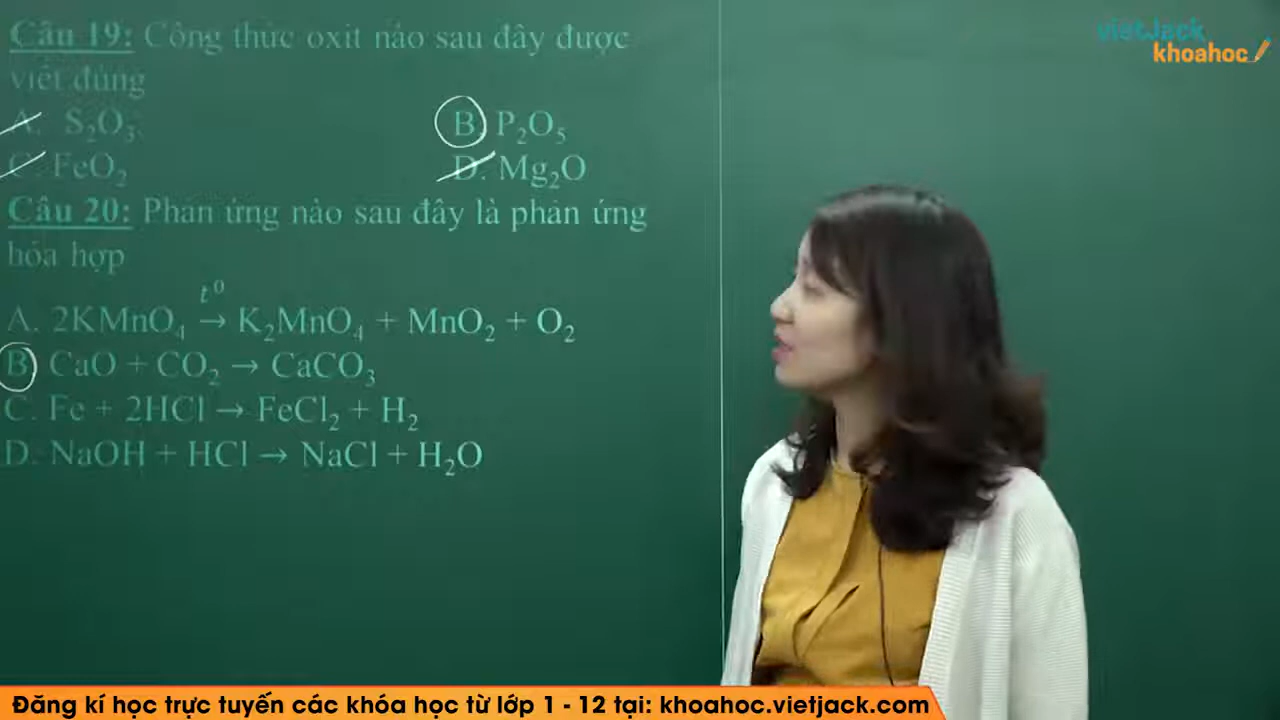 vietJack
khoahoc
Câu 19: Công thức oxit nào sau đây được
viết đúng
A. S₂O₃.
B. P₂O₅
C. FeO₂
D. Mg₂O
Câu 20: Phản ứng nào sau đây là phản ứng
hóa hợp
A. 2KMnO₄ →(t⁰) K₂MnO₄ + MnO₂ + O₂
B. CaO + CO₂ → CaCO₃
C. Fe + 2HCl → FeCl₂ + H₂
D. NaOH + HCl → NaCl + H₂O
Đăng kí học trực tuyến các khóa học từ lớp 1 - 12 tại: khoahoc.vietjack.com